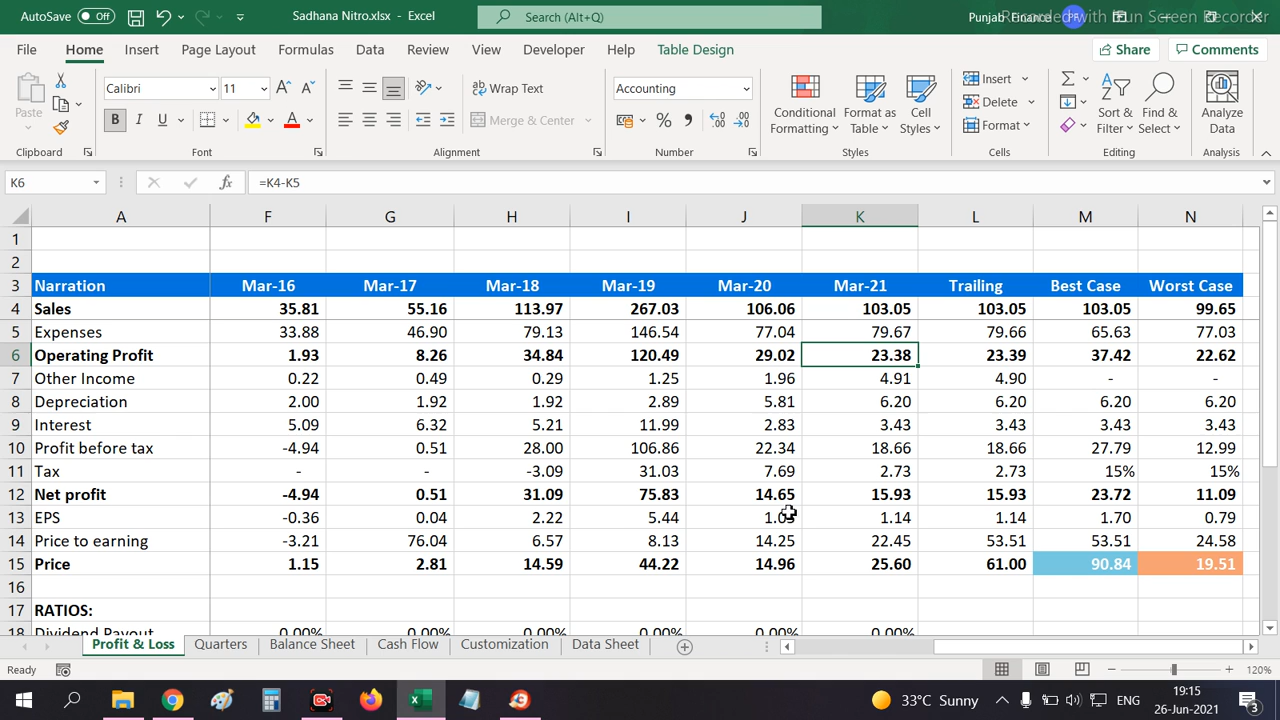 AutoSave Off Sadhana Nitro.xlsx - Excel Search (Alt+Q) Punjab Finance PF
Recorded with iFun Screen Recorder
File Home Insert Page Layout Formulas Data Review View Developer Help Table Design Share Comments
Paste Calibri 11 A A ab Wrap Text Accounting Conditional Formatting Format as Table Cell Styles Insert Sort & Filter Find & Select Analyze Data
B I U A Merge & Center % Delete
Format
Clipboard Font Alignment Number Styles Cells Editing Analysis
K6 fx =K4-K5
A F G H I J K L M N
1
2
3 Narration Mar-16 Mar-17 Mar-18 Mar-19 Mar-20 Mar-21 Trailing Best Case Worst Case
4 Sales 35.81 55.16 113.97 267.03 106.06 103.05 103.05 103.05 99.65
5 Expenses 33.88 46.90 79.13 146.54 77.04 79.67 79.66 65.63 77.03
6 Operating Profit 1.93 8.26 34.84 120.49 29.02 23.38 23.39 37.42 22.62
7 Other Income 0.22 0.49 0.29 1.25 1.96 4.91 4.90 - -
8 Depreciation 2.00 1.92 1.92 2.89 5.81 6.20 6.20 6.20 6.20
9 Interest 5.09 6.32 5.21 11.99 2.83 3.43 3.43 3.43 3.43
10 Profit before tax -4.94 0.51 28.00 106.86 22.34 18.66 18.66 27.79 12.99
11 Tax - - -3.09 31.03 7.69 2.73 2.73 15% 15%
12 Net profit -4.94 0.51 31.09 75.83 14.65 15.93 15.93 23.72 11.09
13 EPS -0.36 0.04 2.22 5.44 1.14 1.14 1.70 0.79
14 Price to earning -3.21 76.04 6.57 8.13 14.25 22.45 53.51 53.51 24.58
15 Price 1.15 2.81 14.59 44.22 14.96 25.60 61.00 90.84 19.51
16
17 RATIOS:
18 Dividend Payout 0.00% 0.00% 0.00% 0.00% 0.00% 0.00%
Profit & Loss Quarters Balance Sheet Cash Flow Customization Data Sheet
Ready 120%
33°C Sunny ENG 19:15
26-Jun-2021 3